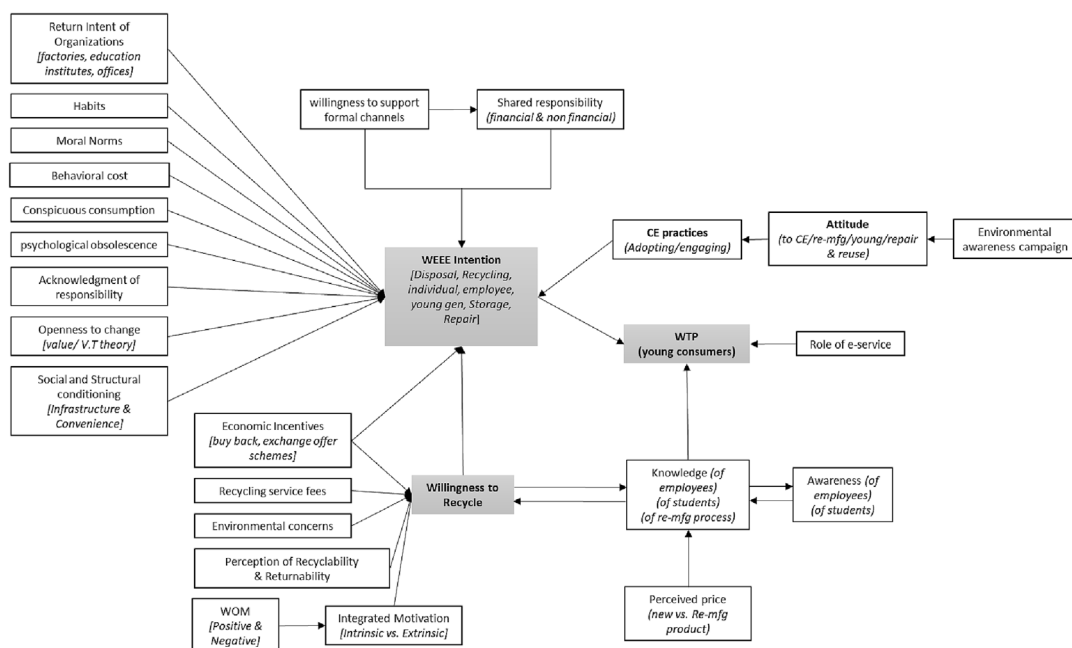 Return Intent of
Organizations
[factories, education
institutes, offices]
Habits
Moral Norms
Behavioral cost
Conspicuous consumption
psychological obsolescence
Acknowledgment of
responsibility
Openness to change
[value/ V.T theory]
Social and Structural
conditioning
[Infrastructure &
Convenience]
willingness to support
formal channels
Shared responsibility
(financial & non financial)
WEEE Intention
[Disposal, Recycling,
individual, employee,
young gen, Storage,
Repair]
CE practices
(Adopting/engaging)
Attitude
(to CE/re-mfg/young/repair
& reuse)
Environmental
awareness campaign
WTP
(young consumers)
Role of e-service
Economic Incentives
[buy back, exchange offer
schemes]
Recycling service fees
Environmental concerns
Perception of Recyclability
& Returnability
WOM
[Positive &
Negative]
Integrated Motivation
[Intrinsic vs. Extrinsic]
Willingness to
Recycle
Knowledge (of
employees)
(of students)
(of re-mfg process)
Awareness (of
employees)
(of students)
Perceived price
(new vs. Re-mfg
product)